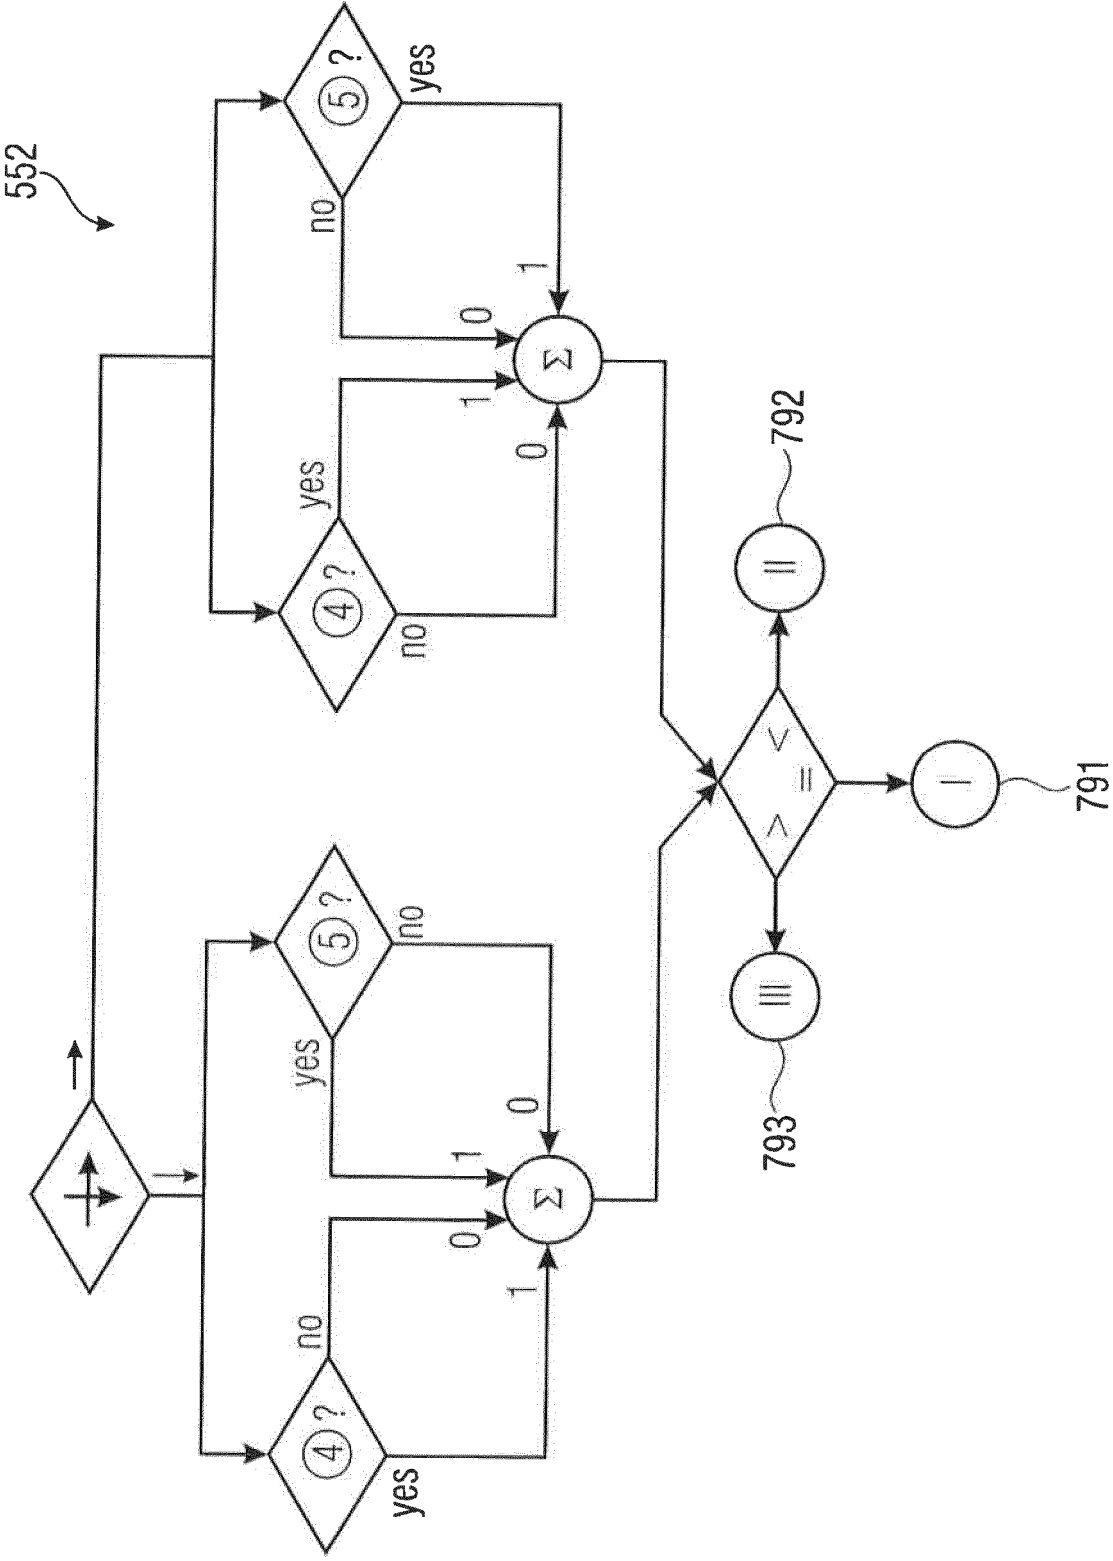 552
④? ⑤? ④? ⑤?
no yes yes no
yes no no yes
0 1 1 0
1 0 0 1
Σ Σ
> <
=
793 III II 792
I
791